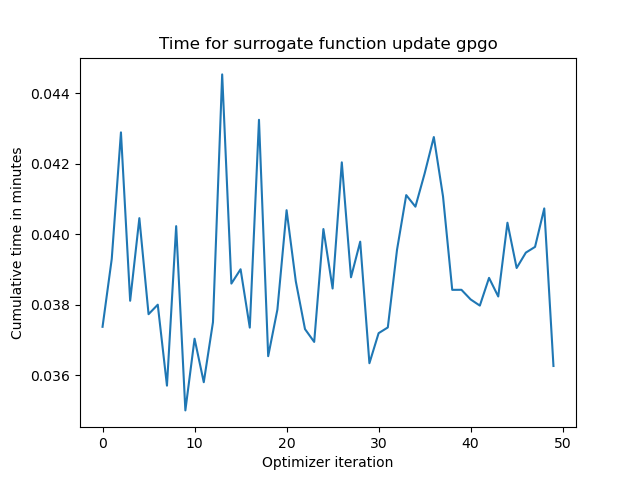 Time for surrogate function update gpgo
Cumulative time in minutes
0.044
0.042
0.040
0.038
0.036
0 10 20 30 40 50
Optimizer iteration